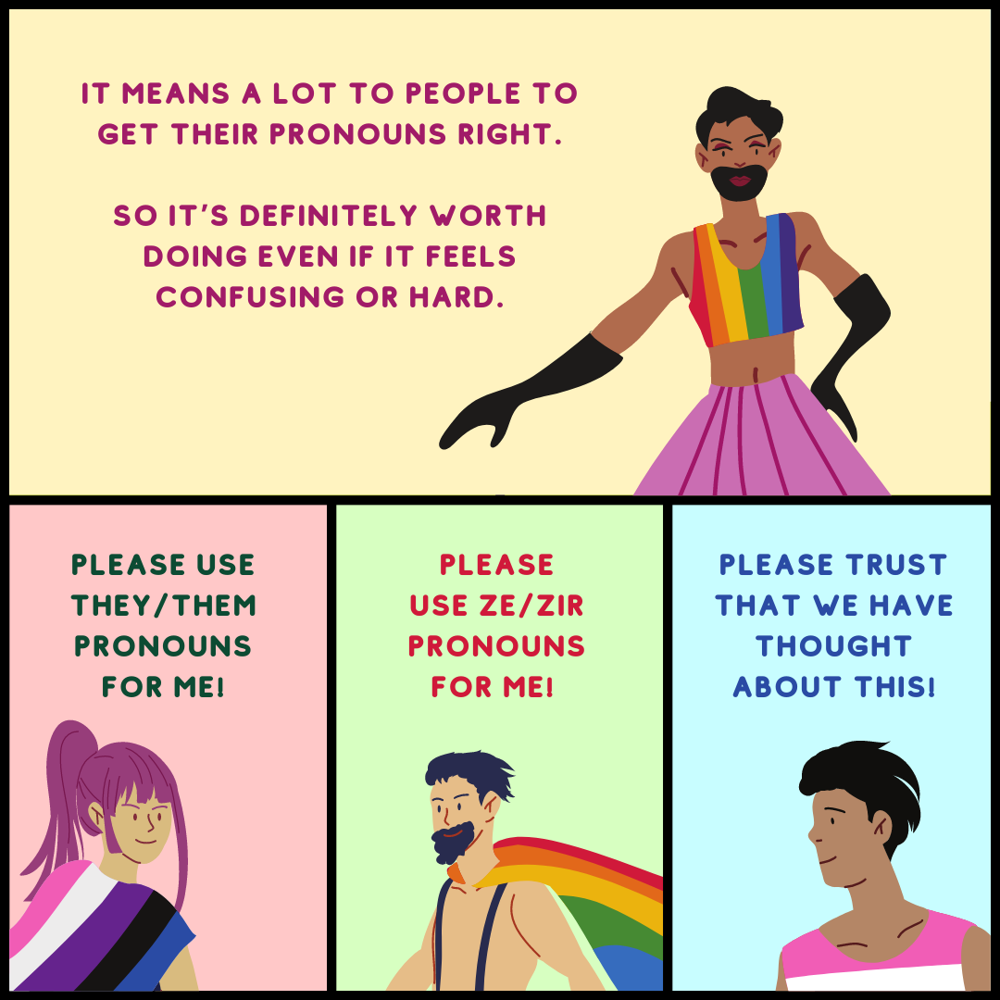 IT MEANS A LOT TO PEOPLE TO
GET THEIR PRONOUNS RIGHT.
SO IT'S DEFINITELY WORTH
DOING EVEN IF IT FEELS
CONFUSING OR HARD.
PLEASE USE
THEY/THEM
PRONOUNS
FOR ME!
PLEASE
USE ZE/ZIR
PRONOUNS
FOR ME!
PLEASE TRUST
THAT WE HAVE
THOUGHT
ABOUT THIS!